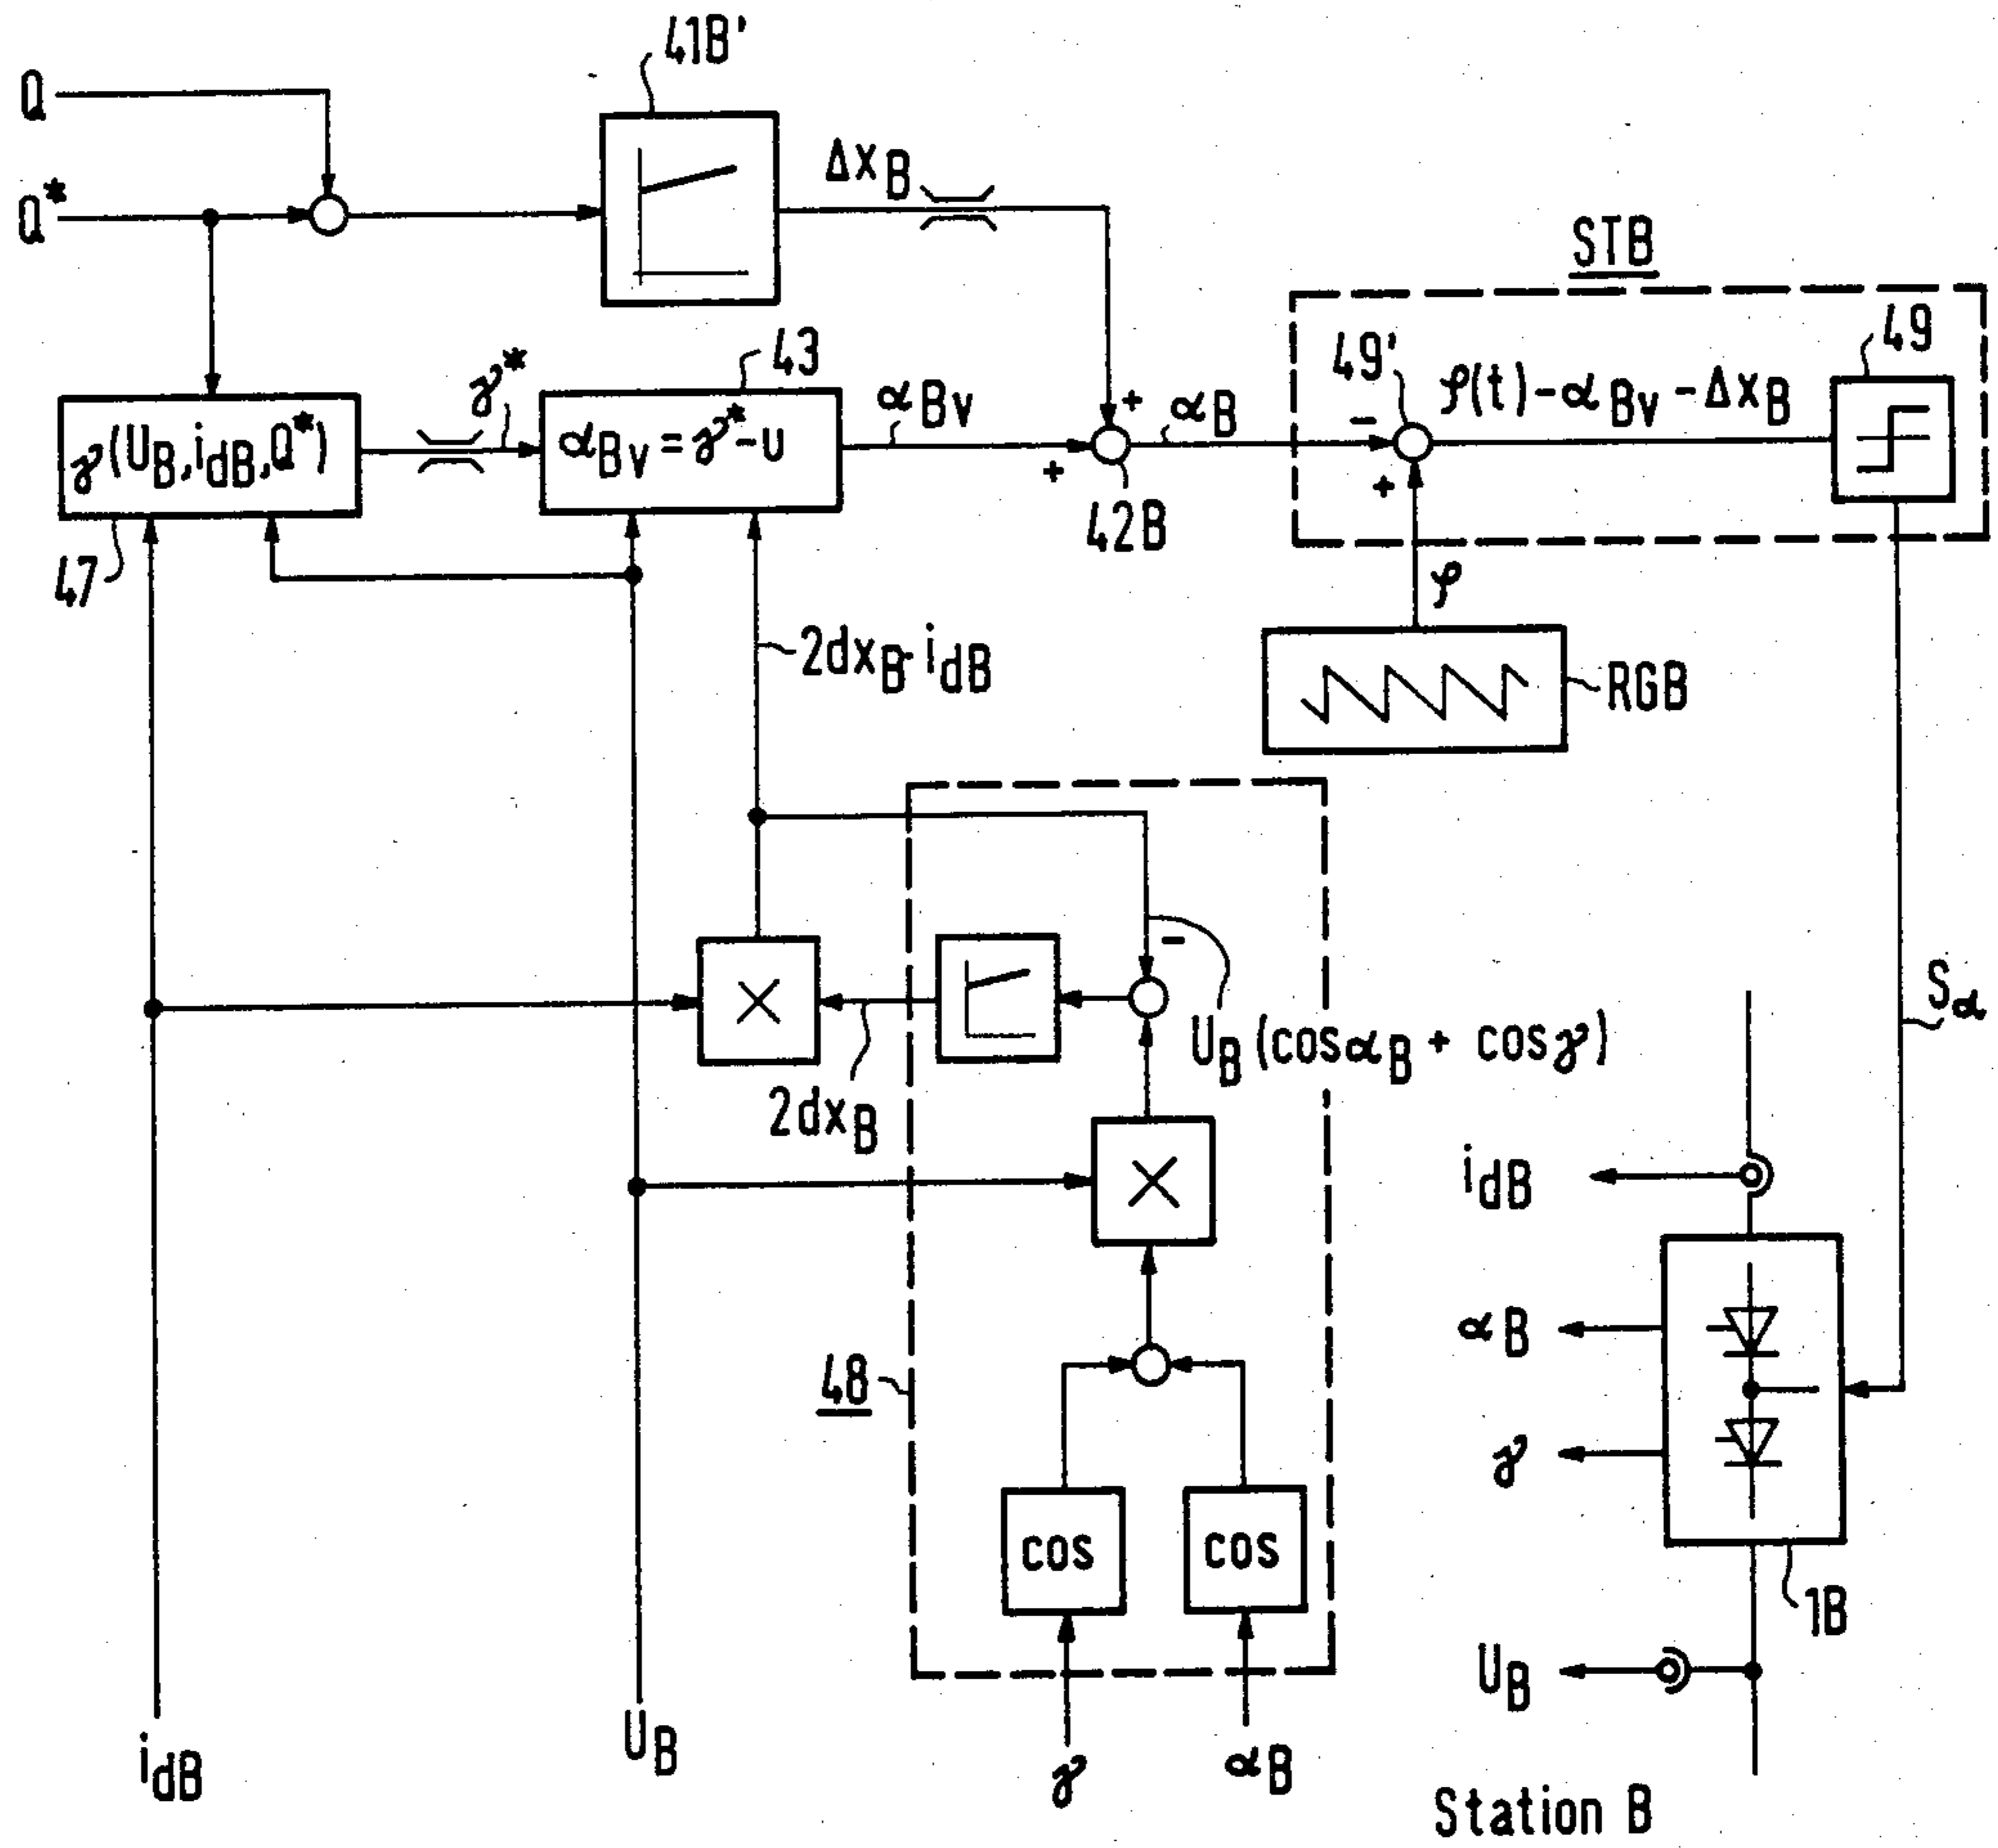 41B'
Q
ΔxB
Q*
STB
49
49'
43
γ*
φ(t)-αBv-ΔxB
αBv
αB
+
-
γ(UB,idB,Q*)
αBv=γ*-u
+
+
42B
47
φ
2dxB·idB
RGB
-
Sα
UB(cosαB + cosγ)
2dxB
idB
αB
48
γ
cos
cos
1B
UB
idB
UB
γ
αB
Station B